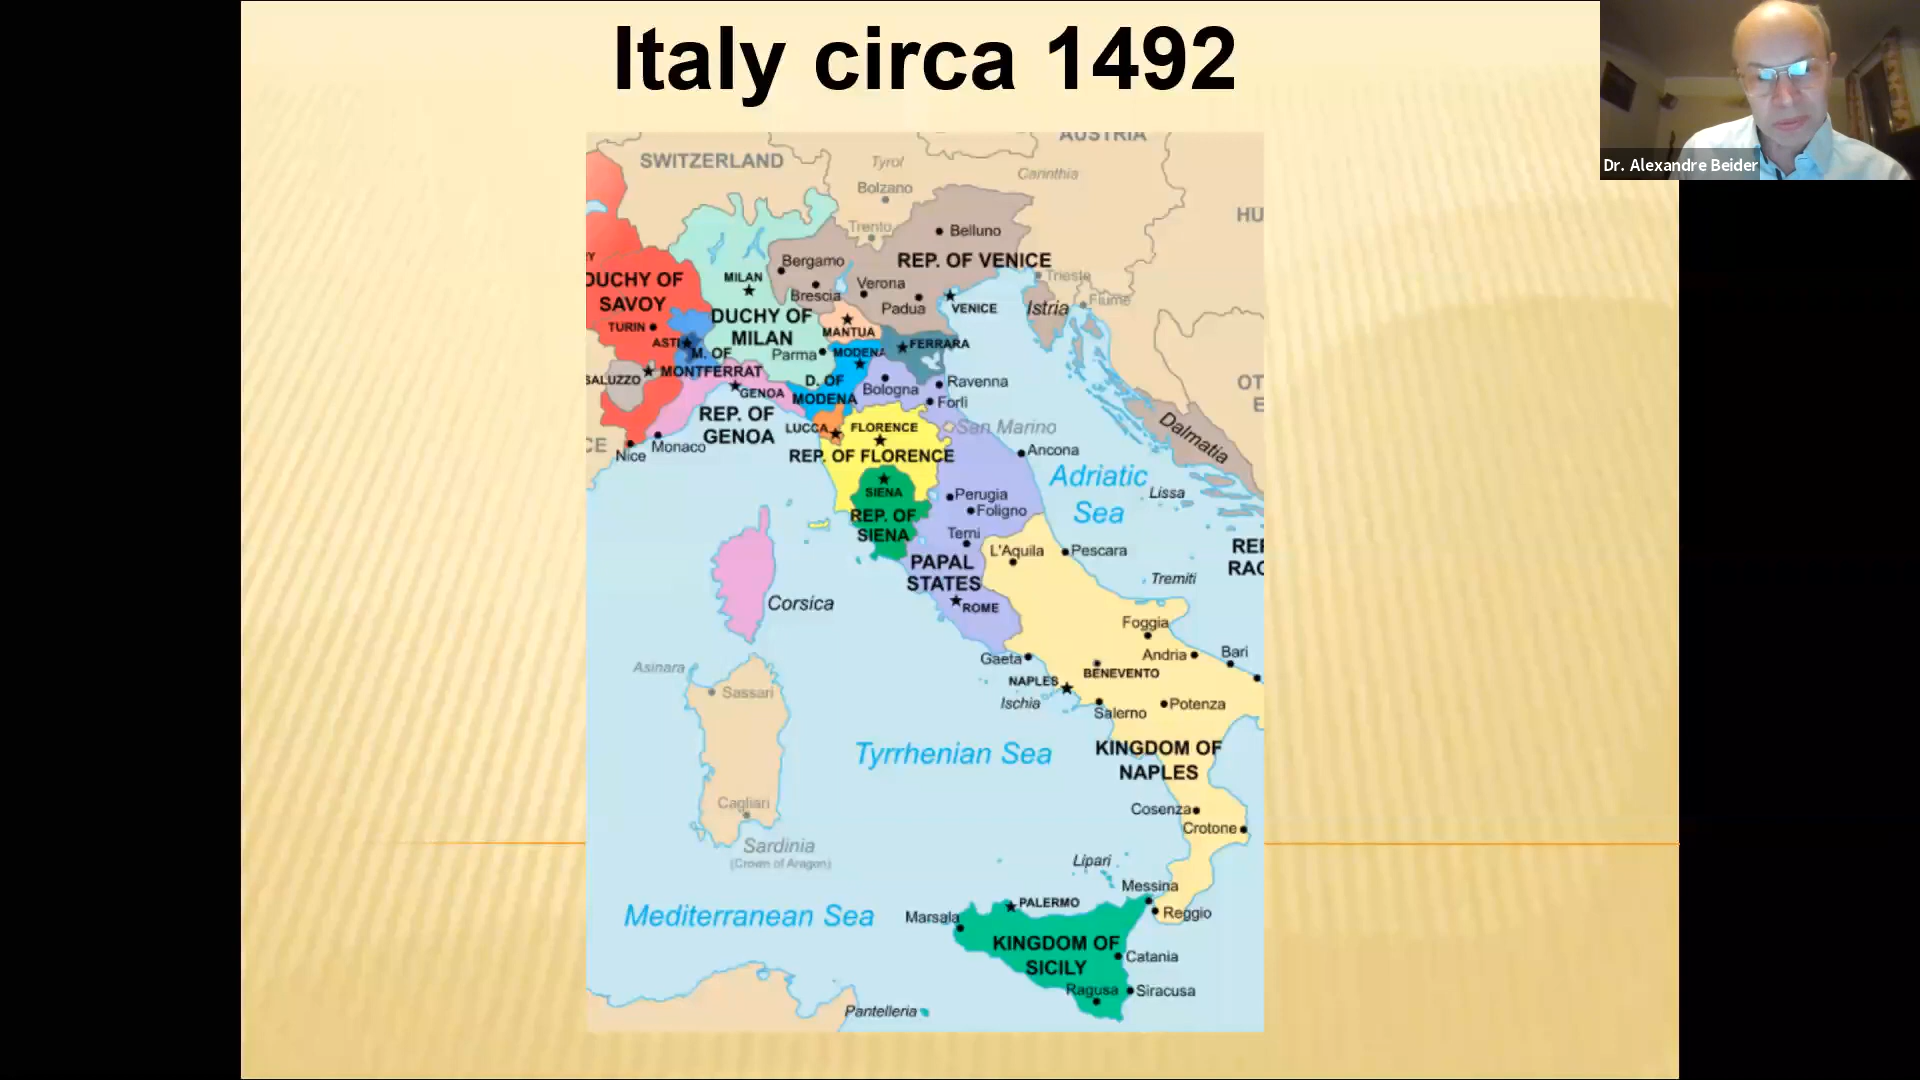 Italy circa 1492
Dr. Alexandre Beider
AUSTRIA
SWITZERLAND
Tyrol
Carinthia
Bolzano
HU
Trento
Belluno
REP. OF VENICE
Bergamo
Trieste
DUCHY OF
SAVOY
MILAN
Verona
Brescia
Padua
VENICE
Istria
Fiume
DUCHY OF
MILAN
TURIN
MANTUA
ASTI
M. OF
MONTFERRAT
Parma
MODENA
FERRARA
SALUZZO
GENOA
D. OF
MODENA
Bologna
Ravenna
Forlì
OT
E
REP. OF
GENOA
LUCCA
FLORENCE
San Marino
Dalmatia
CE
Nice
Monaco
REP. OF FLORENCE
Ancona
Adriatic
Sea
Lissa
SIENA
Perugia
Foligno
REP. OF
SIENA
Terni
L'Aquila
Pescara
REP
RAG
PAPAL
STATES
Tremiti
Corsica
ROME
Foggia
Gaeta
Andria
Bari
Asinara
BENEVENTO
NAPLES
Sassari
Ischia
Salerno
Potenza
Tyrrhenian Sea
KINGDOM OF
NAPLES
Cagliari
Cosenza
Crotone
Sardinia
(Crown of Aragon)
Lipari
Messina
Mediterranean Sea
Marsala
PALERMO
Reggio
KINGDOM OF
SICILY
Catania
Ragusa
Siracusa
Pantelleria